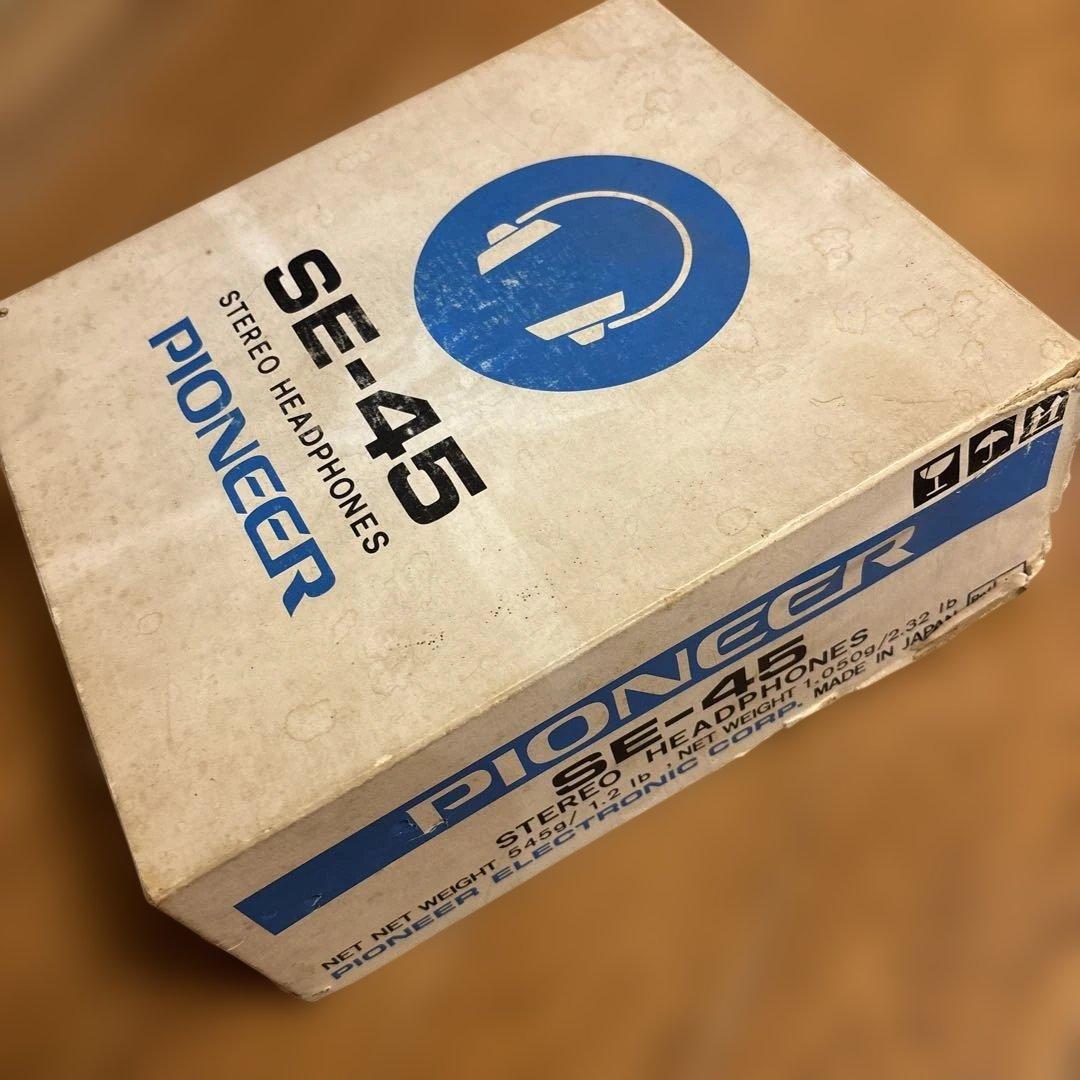 SE-45
STEREO HEADPHONES
PIONEER
PIONEER
SE-45
STEREO HEADPHONES
NET NET WEIGHT 545g/ 1.2 lb ; NET WEIGHT 1.050g/2.32 lb
PIONEER ELECTRONIC CORP. MADE IN JAPAN